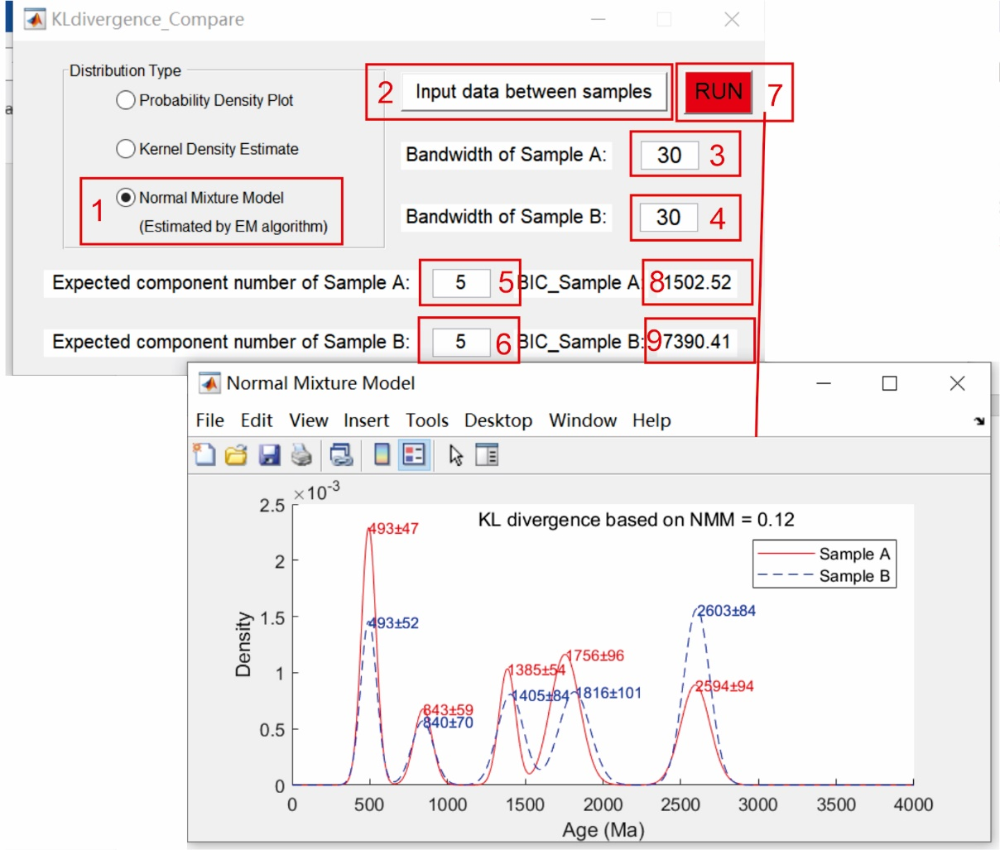 KLdivergence_Compare
Distribution Type
Probability Density Plot
Kernel Density Estimate
1 Normal Mixture Model
(Estimated by EM algorithm)
2 Input data between samples
RUN 7
Bandwidth of Sample A: 30 3
Bandwidth of Sample B: 30 4
Expected component number of Sample A: 5 5 BIC_Sample A: 8 1502.52
Expected component number of Sample B: 5 6 BIC_Sample B: 9 7390.41
Normal Mixture Model
File Edit View Insert Tools Desktop Window Help
×10-3
KL divergence based on NMM = 0.12
Sample A
Sample B
2.5
2
1.5
1
0.5
0
Density
493±47
493±52
843±59
840±70
1385±54
1405±84
1756±96
1816±101
2603±84
2594±94
0 500 1000 1500 2000 2500 3000 3500 4000
Age (Ma)